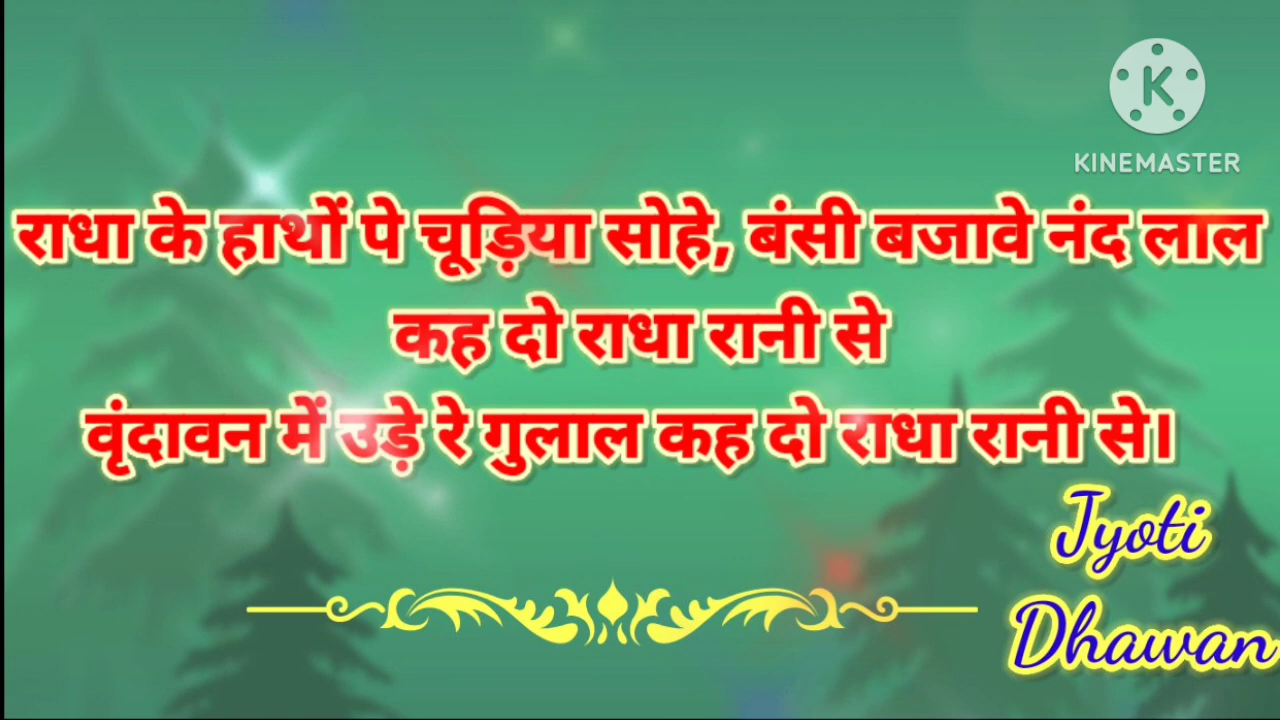 KINEMASTER
राधा के हाथों पे चूड़िया सोहे, बंसी बजावे नंद लाल
कह दो राधा रानी से
वृंदावन में उड़े रे गुलाल कह दो राधा रानी से।
Jyoti
Dhawan